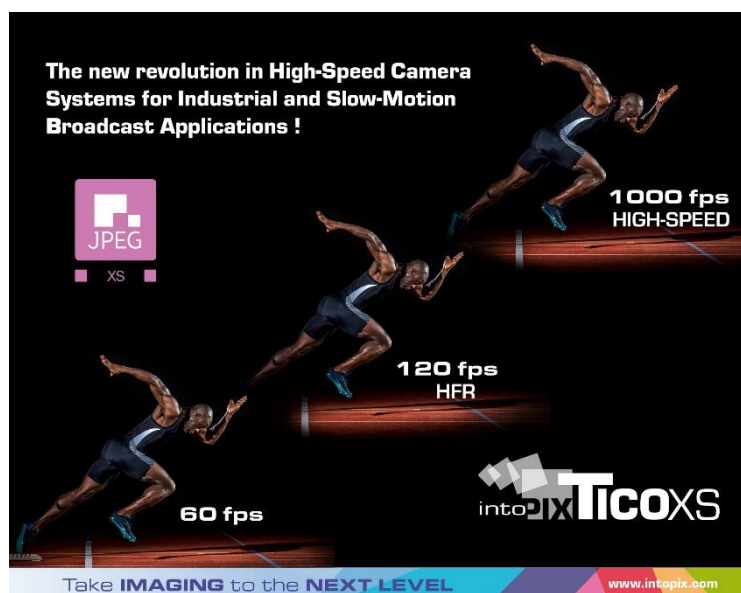 The new revolution in High-Speed Camera
Systems for Industrial and Slow-Motion
Broadcast Applications !
JPEG
XS
1000 fps
HIGH-SPEED
120 fps
HFR
60 fps
intoPIX TICOXS
Take IMAGING to the NEXT LEVEL
www.intopix.com